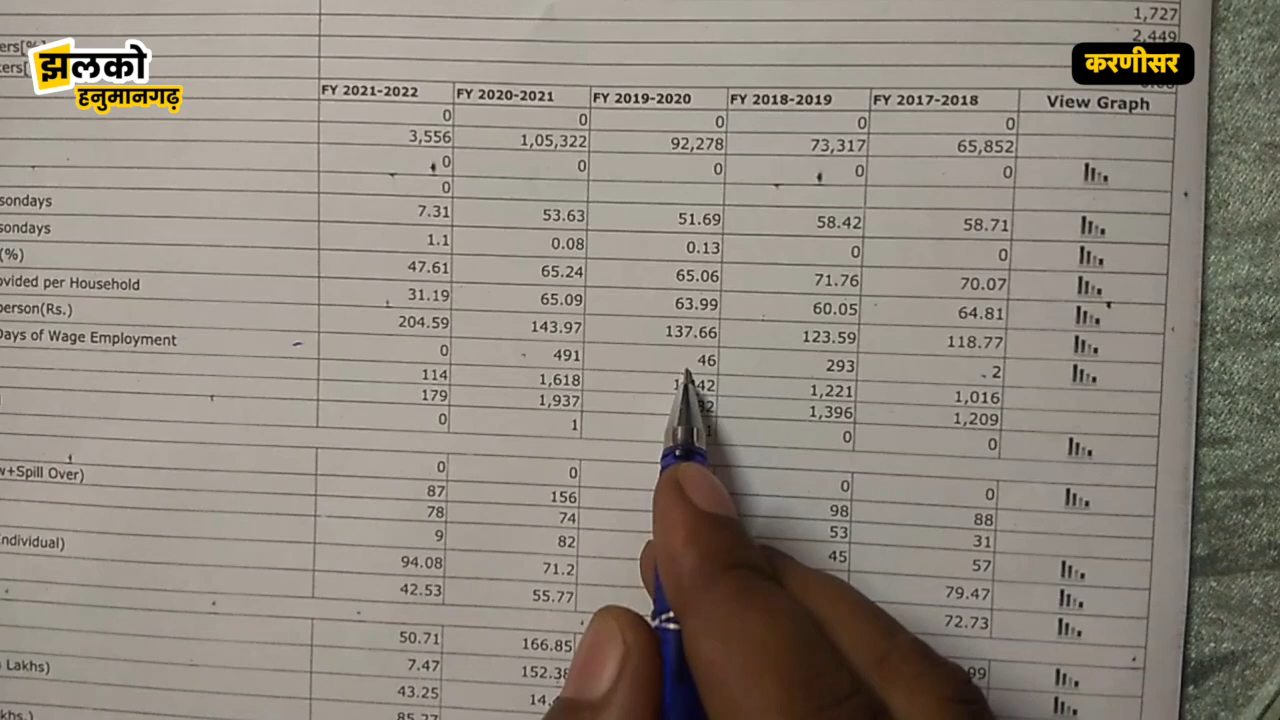 1,727
ers[% 2,449
kers[
झलको
हनुमानगढ़
करणीसर
FY 2021-2022 FY 2020-2021 FY 2019-2020 FY 2018-2019 FY 2017-2018 View Graph
0 0 0 0 0
3,556 1,05,322 92,278 73,317 65,852
0 0 0 0 0
0
sondays 7.31 53.63 51.69 58.42 58.71
sondays 1.1 0.08 0.13 0 0
(%) 47.61 65.24 65.06 71.76 70.07
ovided per Household 31.19 65.09 63.99 60.05 64.81
person(Rs.) 204.59 143.97 137.66 123.59 118.77
Days of Wage Employment 0 491 46 293 2
114 1,618 1,221 1,016
179 1,937 1,396 1,209
0 1 1 0 0
w+Spill Over) 0 0 0 0
87 156 98 88
78 74 53 31
ndividual) 9 82 45 57
94.08 71.2 79.47
42.53 55.77 72.73
50.71 166.85
Lakhs) 7.47 152.38 99
43.25 14.
khs.) 85.27